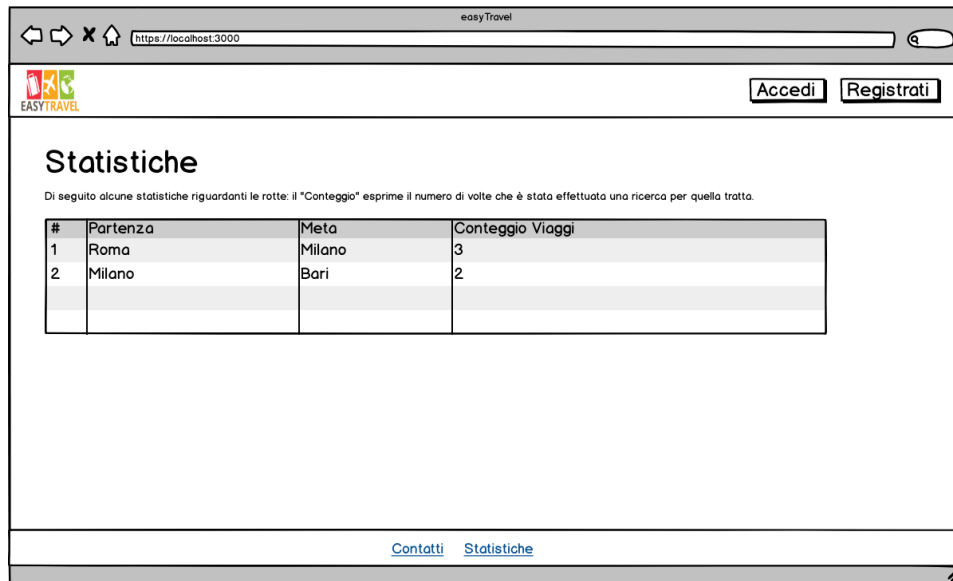 easyTravel
https://localhost:3000
EASYTRAVEL
Accedi Registrati
Statistiche
Di seguito alcune statistiche riguardanti le rotte: il "Conteggio" esprime il numero di volte che è stata effettuata una ricerca per quella tratta.
# Partenza Meta Conteggio Viaggi
1 Roma Milano 3
2 Milano Bari 2
Contatti Statistiche